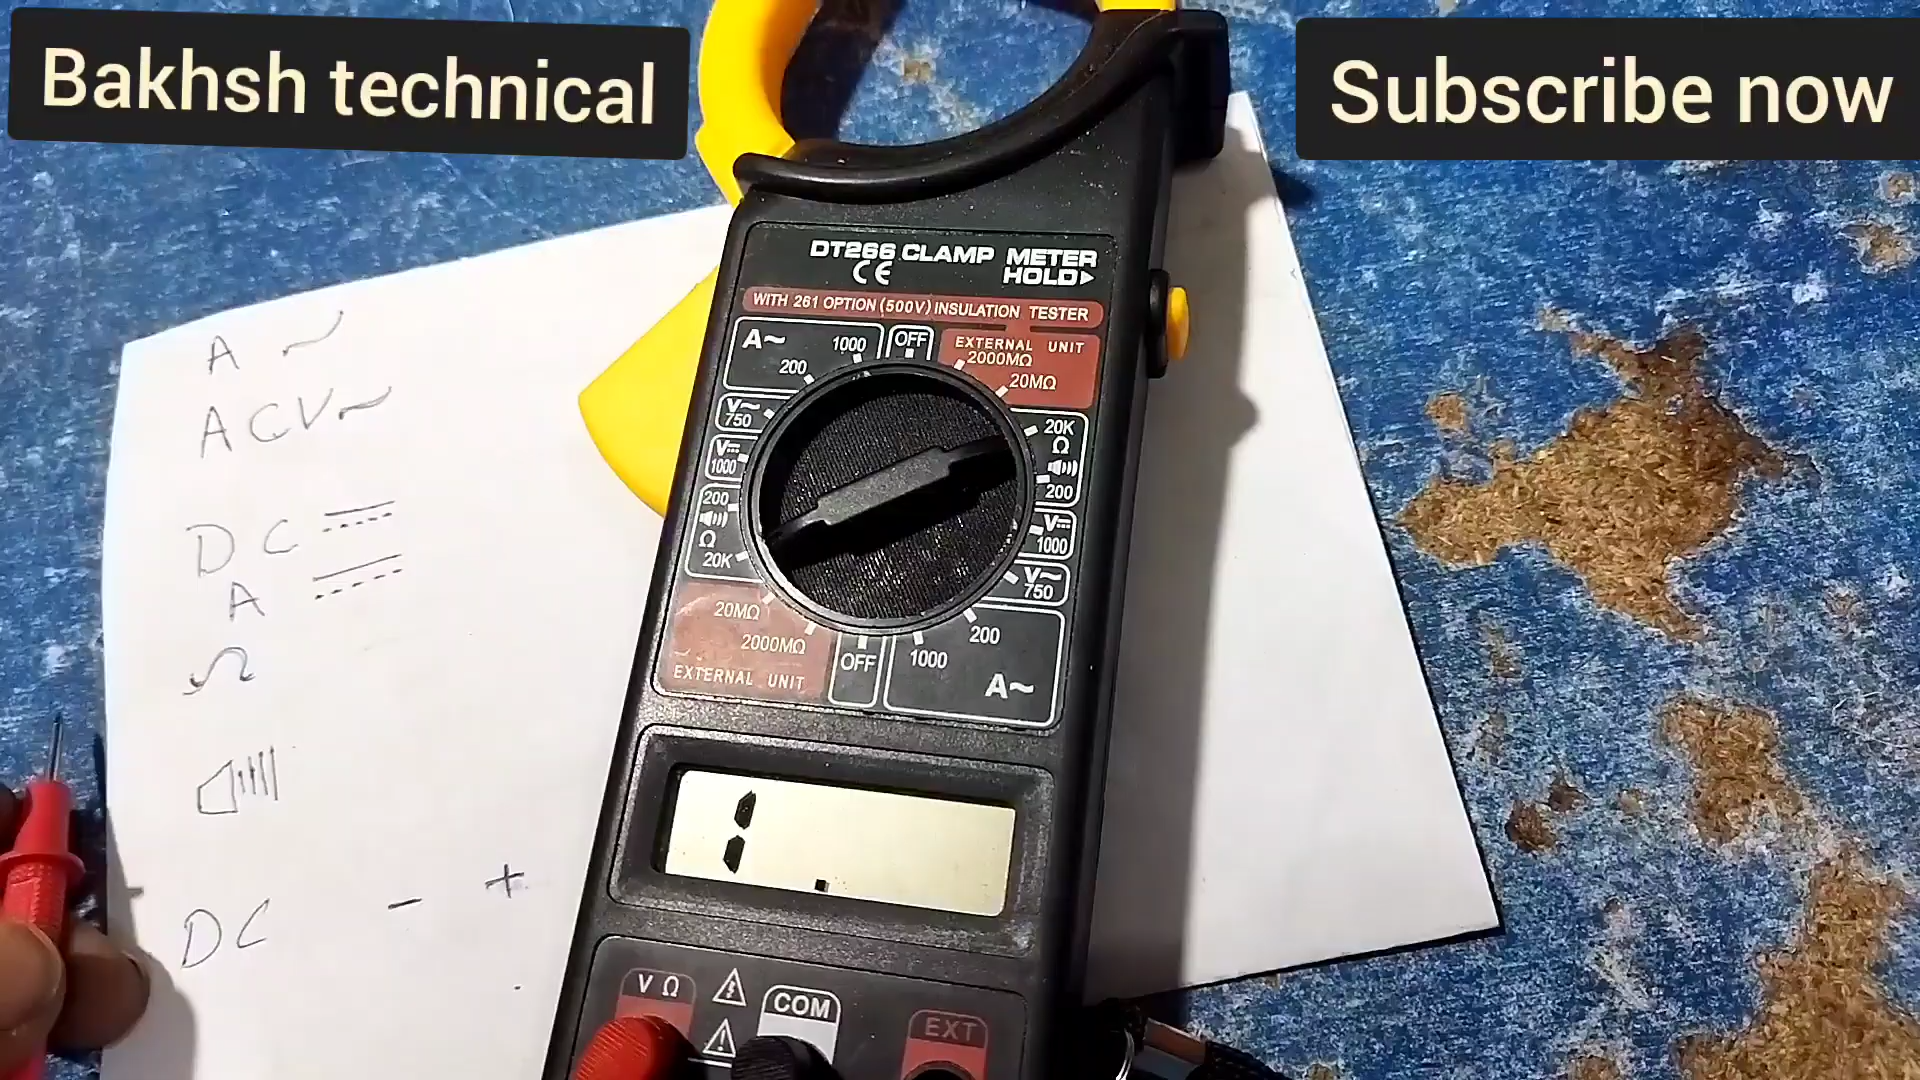 Bakhsh technical
Subscribe now
DT266 CLAMP METER
CE HOLD
WITH 261 OPTION (500V) INSULATION TESTER
A~ 1000
200
OFF
EXTERNAL UNIT
2000MΩ
20MΩ
V~
750
V⎓
1000
200
Ω
20K
20K
Ω
200
V⎓
1000
V~
750
20MΩ
2000MΩ
EXTERNAL UNIT
OFF
200
1000
A~
1.
VΩ
COM
EXT
A ~
ACV~
DC ⎓
A ⎓
Ω
DC - +